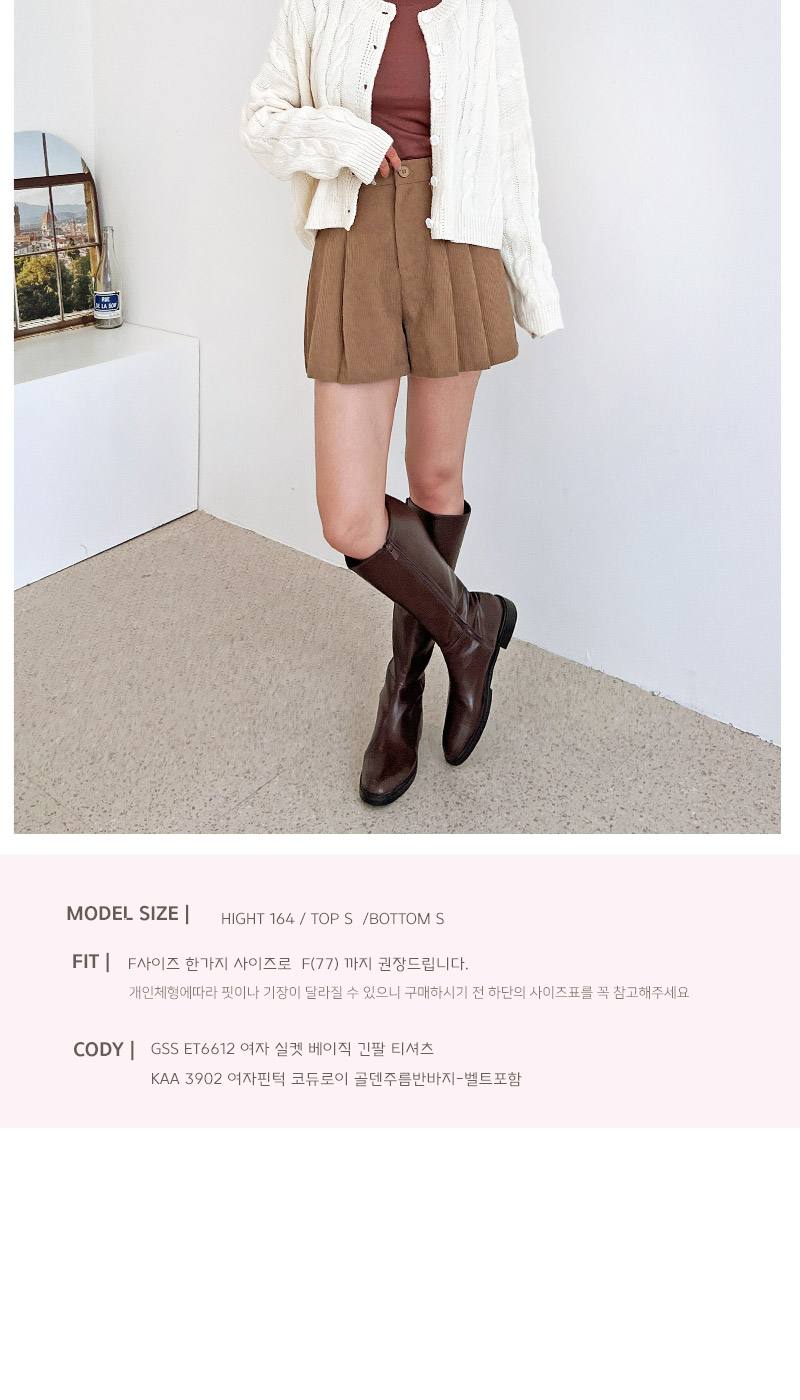 RUE
DE LA SOIF
MODEL SIZE | HIGHT 164 / TOP S /BOTTOM S
FIT | F사이즈 한가지 사이즈로 F(77) 까지 권장드립니다.
개인체형에따라 핏이나 기장이 달라질 수 있으니 구매하시기 전 하단의 사이즈표를 꼭 참고해주세요
CODY | GSS ET6612 여자 실켓 베이직 긴팔 티셔츠
KAA 3902 여자핀턱 코듀로이 골덴주름반바지-벨트포함